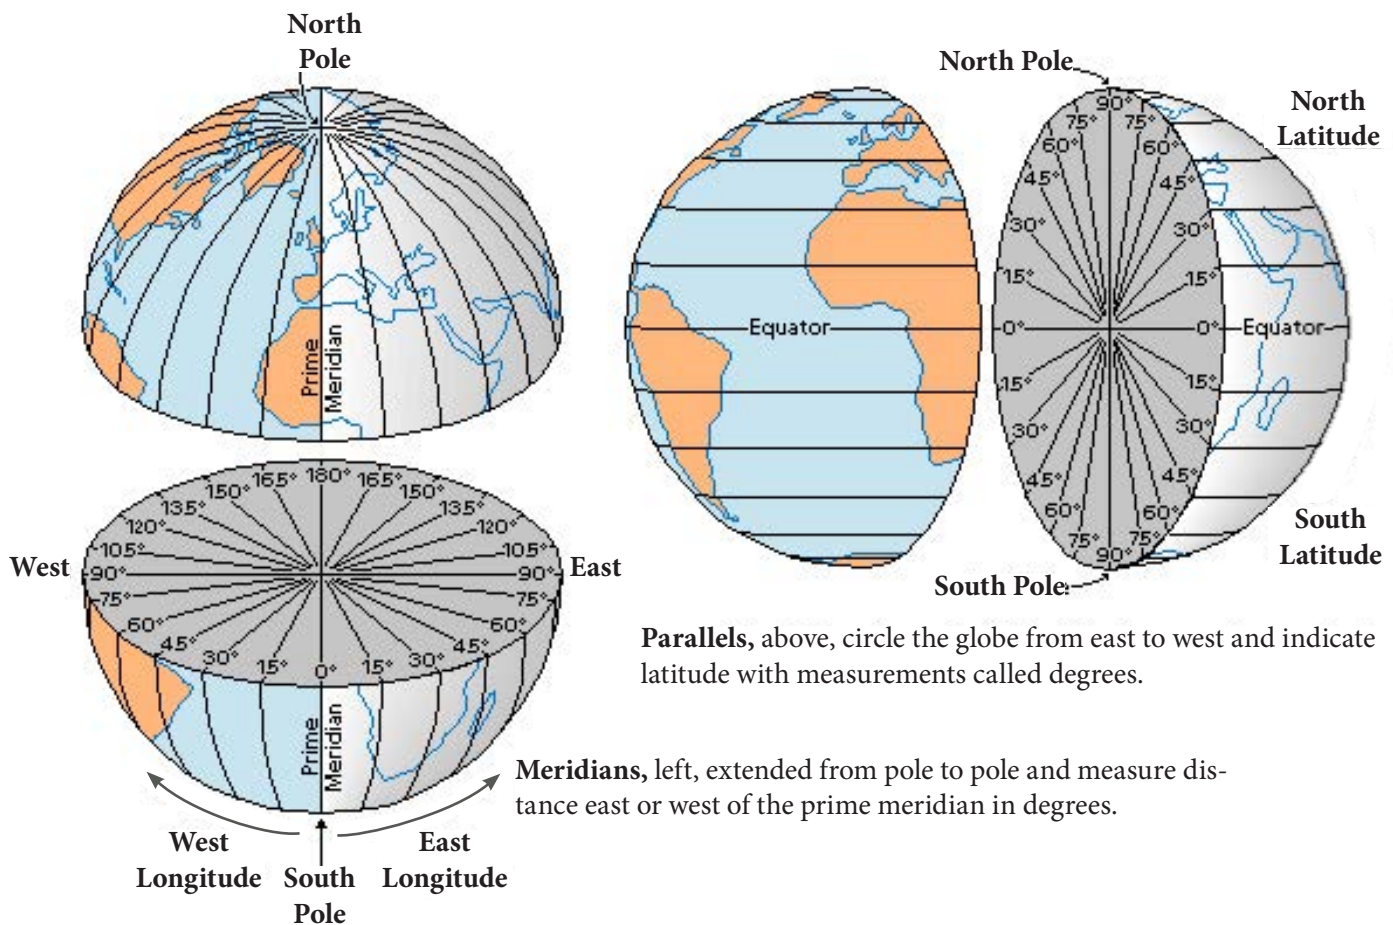 North
Pole
Prime
Meridian
180°
165° 165°
150° 150°
135° 135°
120° 120°
105° 105°
West 90° 90° East
75° 75°
60° 60°
45° 45°
30° 30°
15° 15°
0°
Prime
Meridian
West
Longitude
South
Pole
East
Longitude
North Pole
North
Latitude
90°
75° 75°
60° 60°
45° 45°
30° 30°
15° 15°
Equator 0° 0° Equator
15° 15°
30° 30°
45° 45°
60° 60°
75° 75°
90°
South
Latitude
South Pole
Parallels, above, circle the globe from east to west and indicate
latitude with measurements called degrees.
Meridians, left, extended from pole to pole and measure dis-
tance east or west of the prime meridian in degrees.